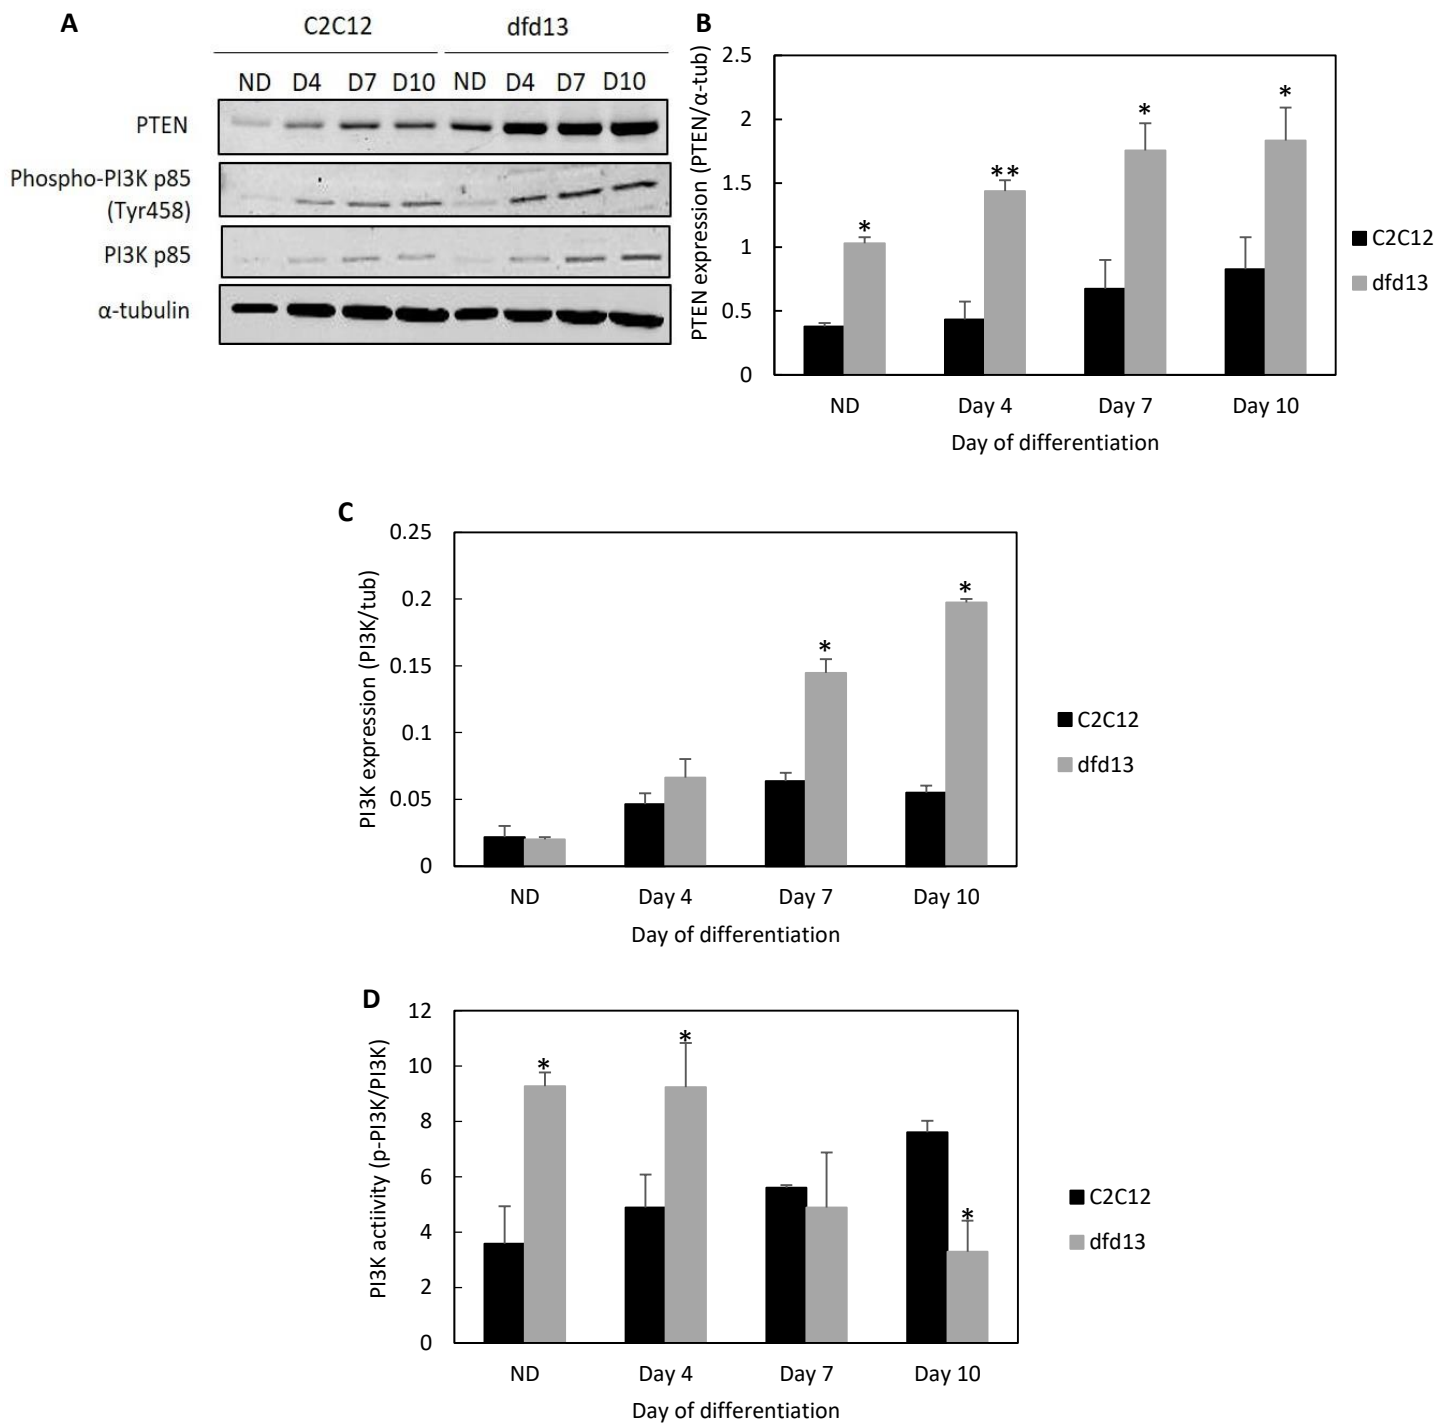 A
C2C12 dfd13
ND D4 D7 D10 ND D4 D7 D10
PTEN
Phospho-PI3K p85
(Tyr458)
PI3K p85
α-tubulin
B
PTEN expression (PTEN/α-tub)
2.5
2
1.5
1
0.5
0
* ** * *
ND Day 4 Day 7 Day 10
Day of differentiation
C2C12
dfd13
C
PI3K expression (PI3K/tub)
0.25
0.2
0.15
0.1
0.05
0
* *
ND Day 4 Day 7 Day 10
Day of differentiation
C2C12
dfd13
D
PI3K actiivity (p-PI3K/PI3K)
12
10
8
6
4
2
0
* * *
ND Day 4 Day 7 Day 10
Day of differentiation
C2C12
dfd13